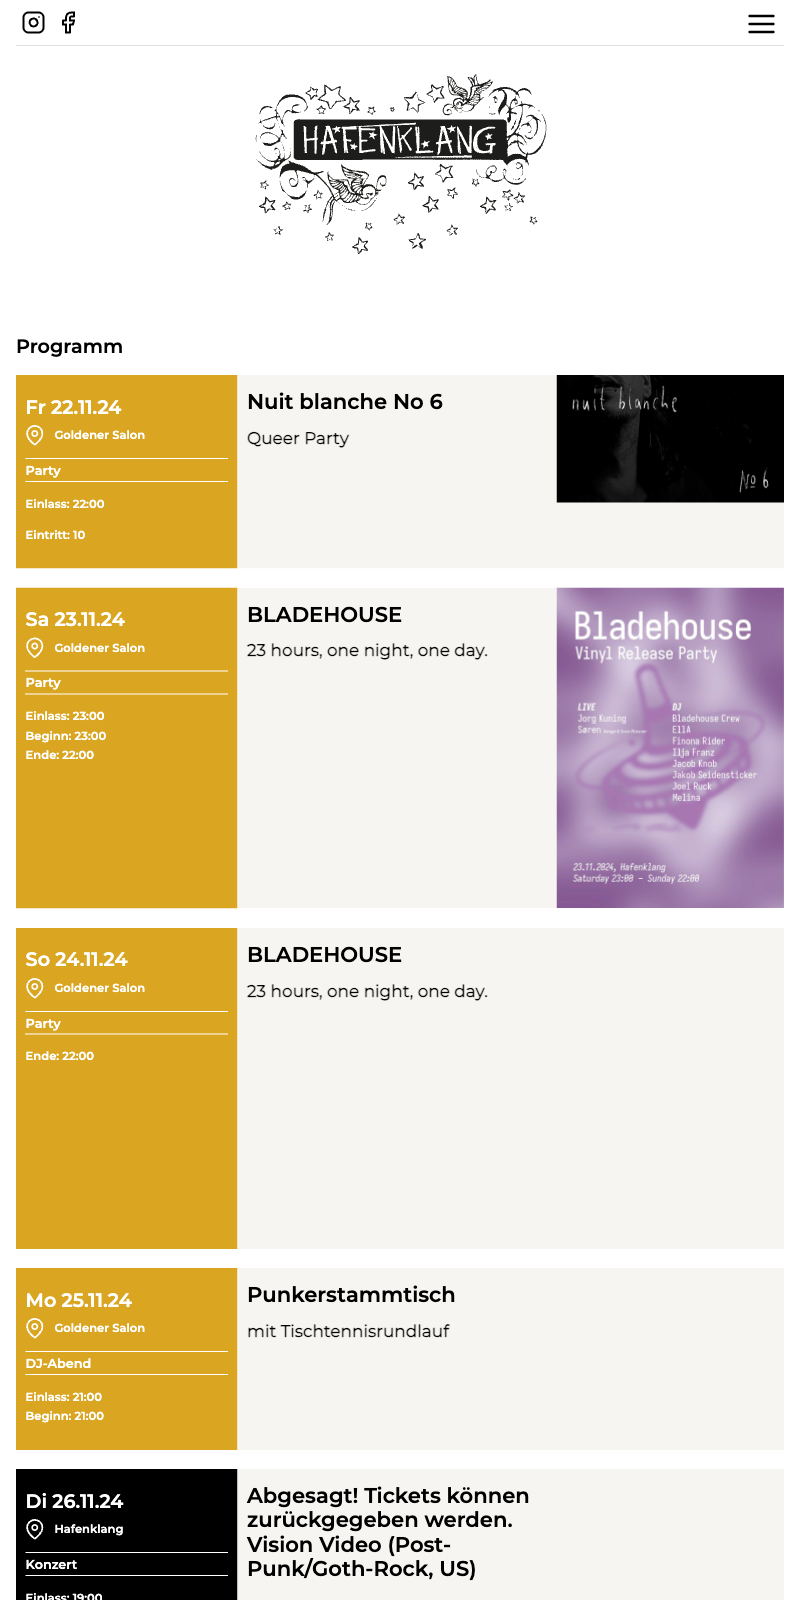 HAFENKLANG
Programm
Fr 22.11.24
Goldener Salon
Party
Einlass: 22:00
Eintritt: 10
Nuit blanche No 6
Queer Party
nuit blanche
No 6
Sa 23.11.24
Goldener Salon
Party
Einlass: 23:00
Beginn: 23:00
Ende: 22:00
BLADEHOUSE
23 hours, one night, one day.
Bladehouse
Vinyl Release Party
LIVE
Jorg Kuning
Søren
DJ
Bladehouse Crew
EllA
Finona Rider
Ilja Franz
Jacob Knob
Jakob Seidensticker
Joel Ruck
Melina
23.11.2024, Hafenklang
Saturday 23:00 – Sunday 22:00
So 24.11.24
Goldener Salon
Party
Ende: 22:00
BLADEHOUSE
23 hours, one night, one day.
Mo 25.11.24
Goldener Salon
DJ-Abend
Einlass: 21:00
Beginn: 21:00
Punkerstammtisch
mit Tischtennisrundlauf
Di 26.11.24
Hafenklang
Konzert
Einlass: 19:00
Abgesagt! Tickets können
zurückgegeben werden.
Vision Video (Post-
Punk/Goth-Rock, US)